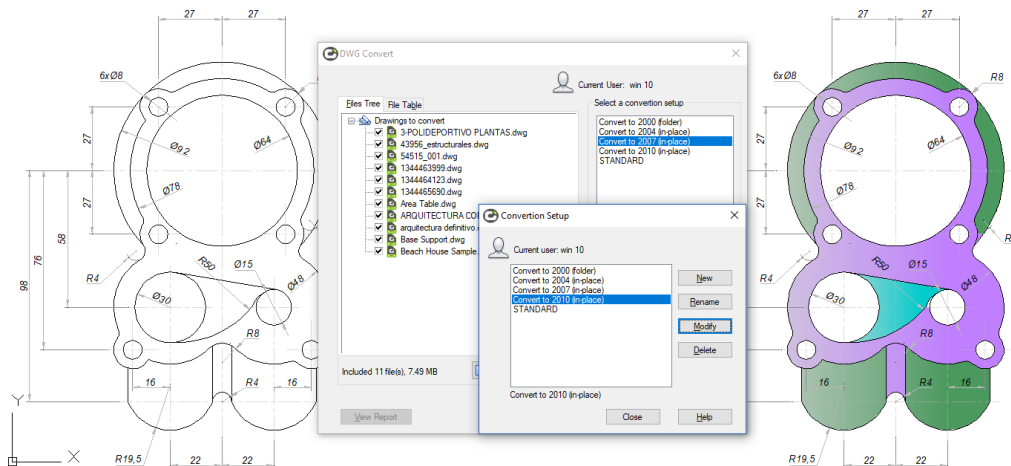 27
27
6xØ8
27
Ø92
Ø64
Ø78
27
58
76
98
R4
R50
Ø15
Ø48
Ø30
R8
16
R4
16
R19,5
22
22
Y
X
DWG Convert
Current User: win 10
Files Tree
File Table
Drawings to convert
3-POLIDEPORTIVO PLANTAS.dwg
43956_estructurales.dwg
54515_001.dwg
1344463999.dwg
1344464123.dwg
1344465690.dwg
Area Table.dwg
ARQUITECTURA CO
arquitectura definitivo.
Base Support.dwg
Beach House Sample.
Included 11 file(s), 7.49 MB
View Report
Select a convertion setup
Convert to 2000 (folder)
Convert to 2004 (in-place)
Convert to 2007 (in-place)
Convert to 2010 (in-place)
STANDARD
Convertion Setup
Current user: win 10
Convert to 2000 (folder)
Convert to 2004 (in-place)
Convert to 2007 (in-place)
Convert to 2010 (in-place)
STANDARD
New
Rename
Modify
Delete
Convert to 2010 (in-place)
Close
Help
27
27
6xØ8
R8
27
Ø92
Ø64
Ø78
27
R4
R50
Ø15
Ø48
Ø30
R8
16
R4
16
R19,5
22
22